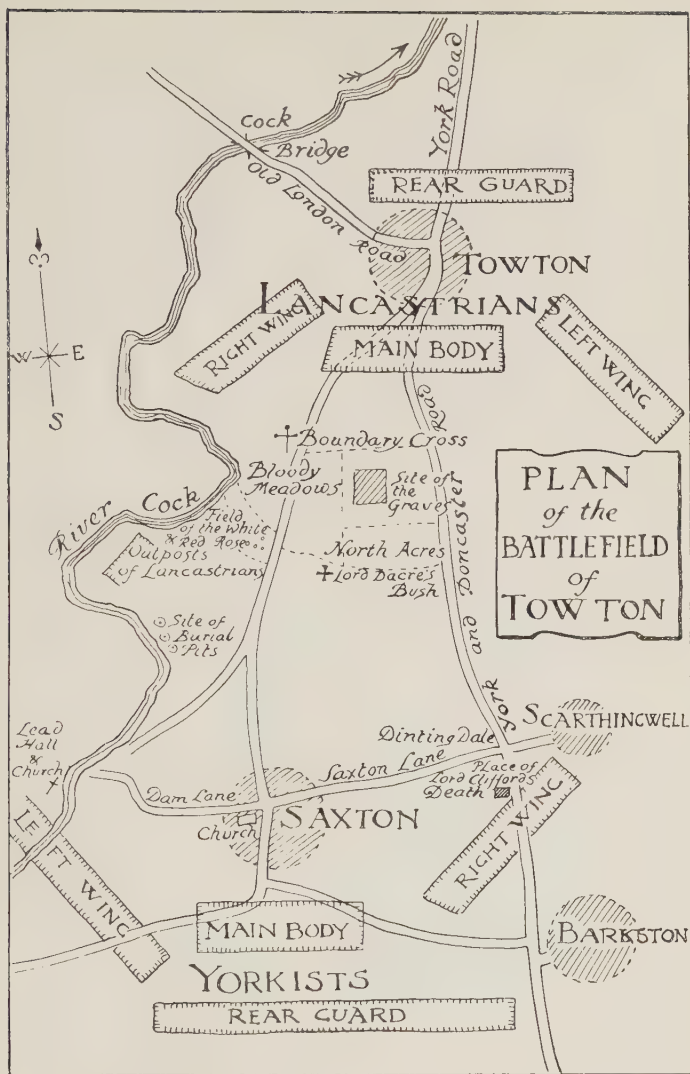 York Road
Cock
Bridge
Old London
Road
REAR GUARD
TOWTON
LANCASTRIANS
RIGHT WING
MAIN BODY
LEFT WING
W E
S
Boundary Cross
Bloody
Meadows
Site of
the
Graves
River Cock
Field
of the White
& Red Rose
Outposts
of Lancastrians
North Acres
Lord Dacre's
Bush
York and Doncaster Road
PLAN
of the
BATTLEFIELD
of
TOWTON
Site of
Burial
Pits
SCARTHINGWELL
Dinting Dale
Lead
Hall
&
Church
Dam Lane
Saxton Lane
Place of
Lord Cliffords
Death
Church
SAXTON
LEFT WING
RIGHT WING
MAIN BODY
BARKSTON
YORKISTS
REAR GUARD